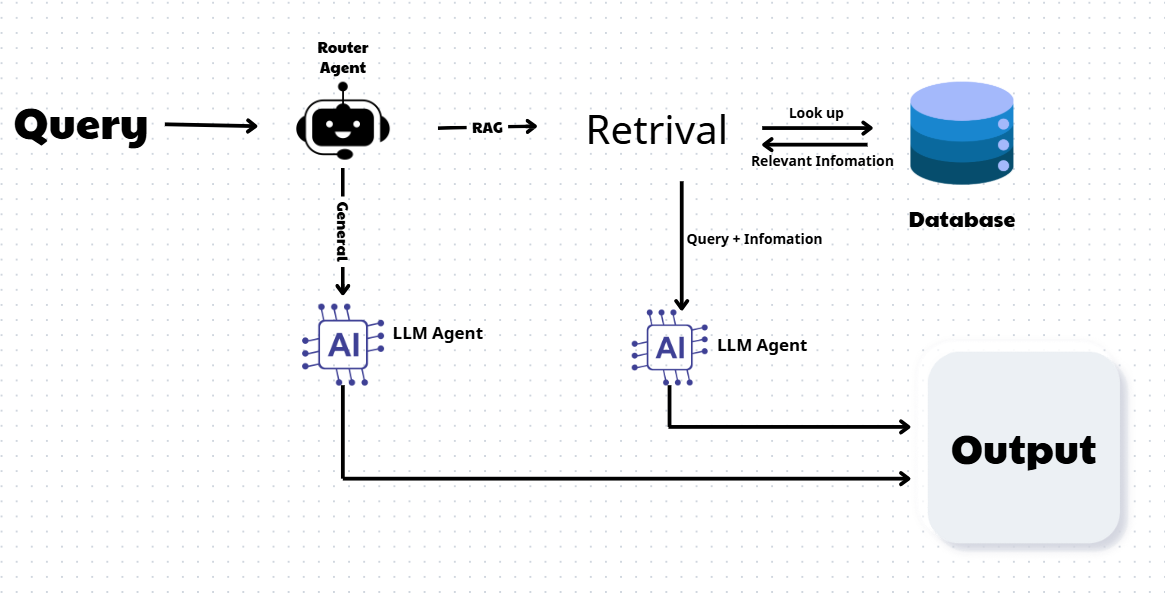 Router
Agent
Query
RAG
Retrival
Look up
Relevant Infomation
Database
General
Query + Infomation
AI
LLM Agent
AI
LLM Agent
Output